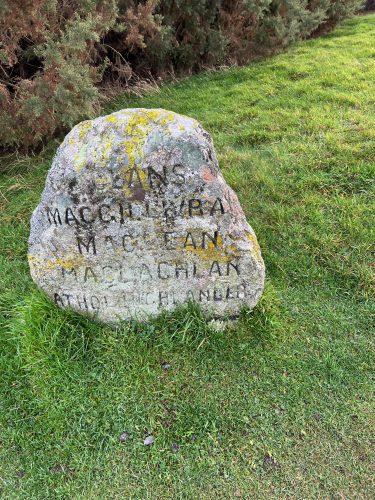 CLANS
MACGILLIVRAY
MACLEAN
MACLACHLAN
ATHOLL HIGHLANDERS